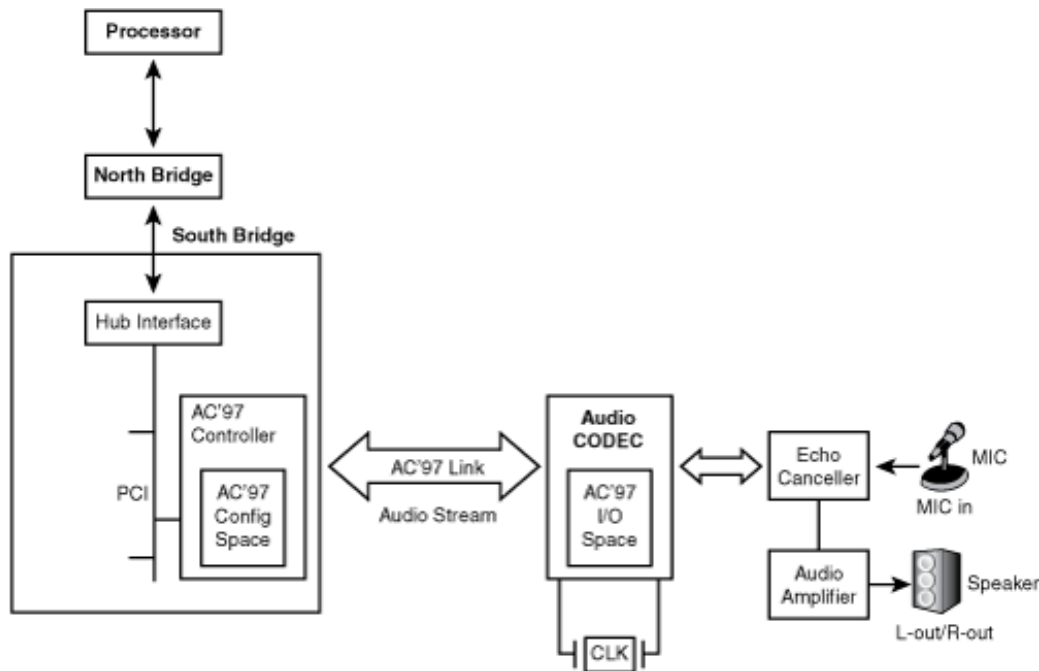 Processor
North Bridge
South Bridge
Hub Interface
AC'97
Controller
PCI
AC'97
Config
Space
AC'97 Link
Audio Stream
Audio
CODEC
AC'97
I/O
Space
CLK
Echo
Canceller
MIC
MIC in
Audio
Amplifier
Speaker
L-out/R-out